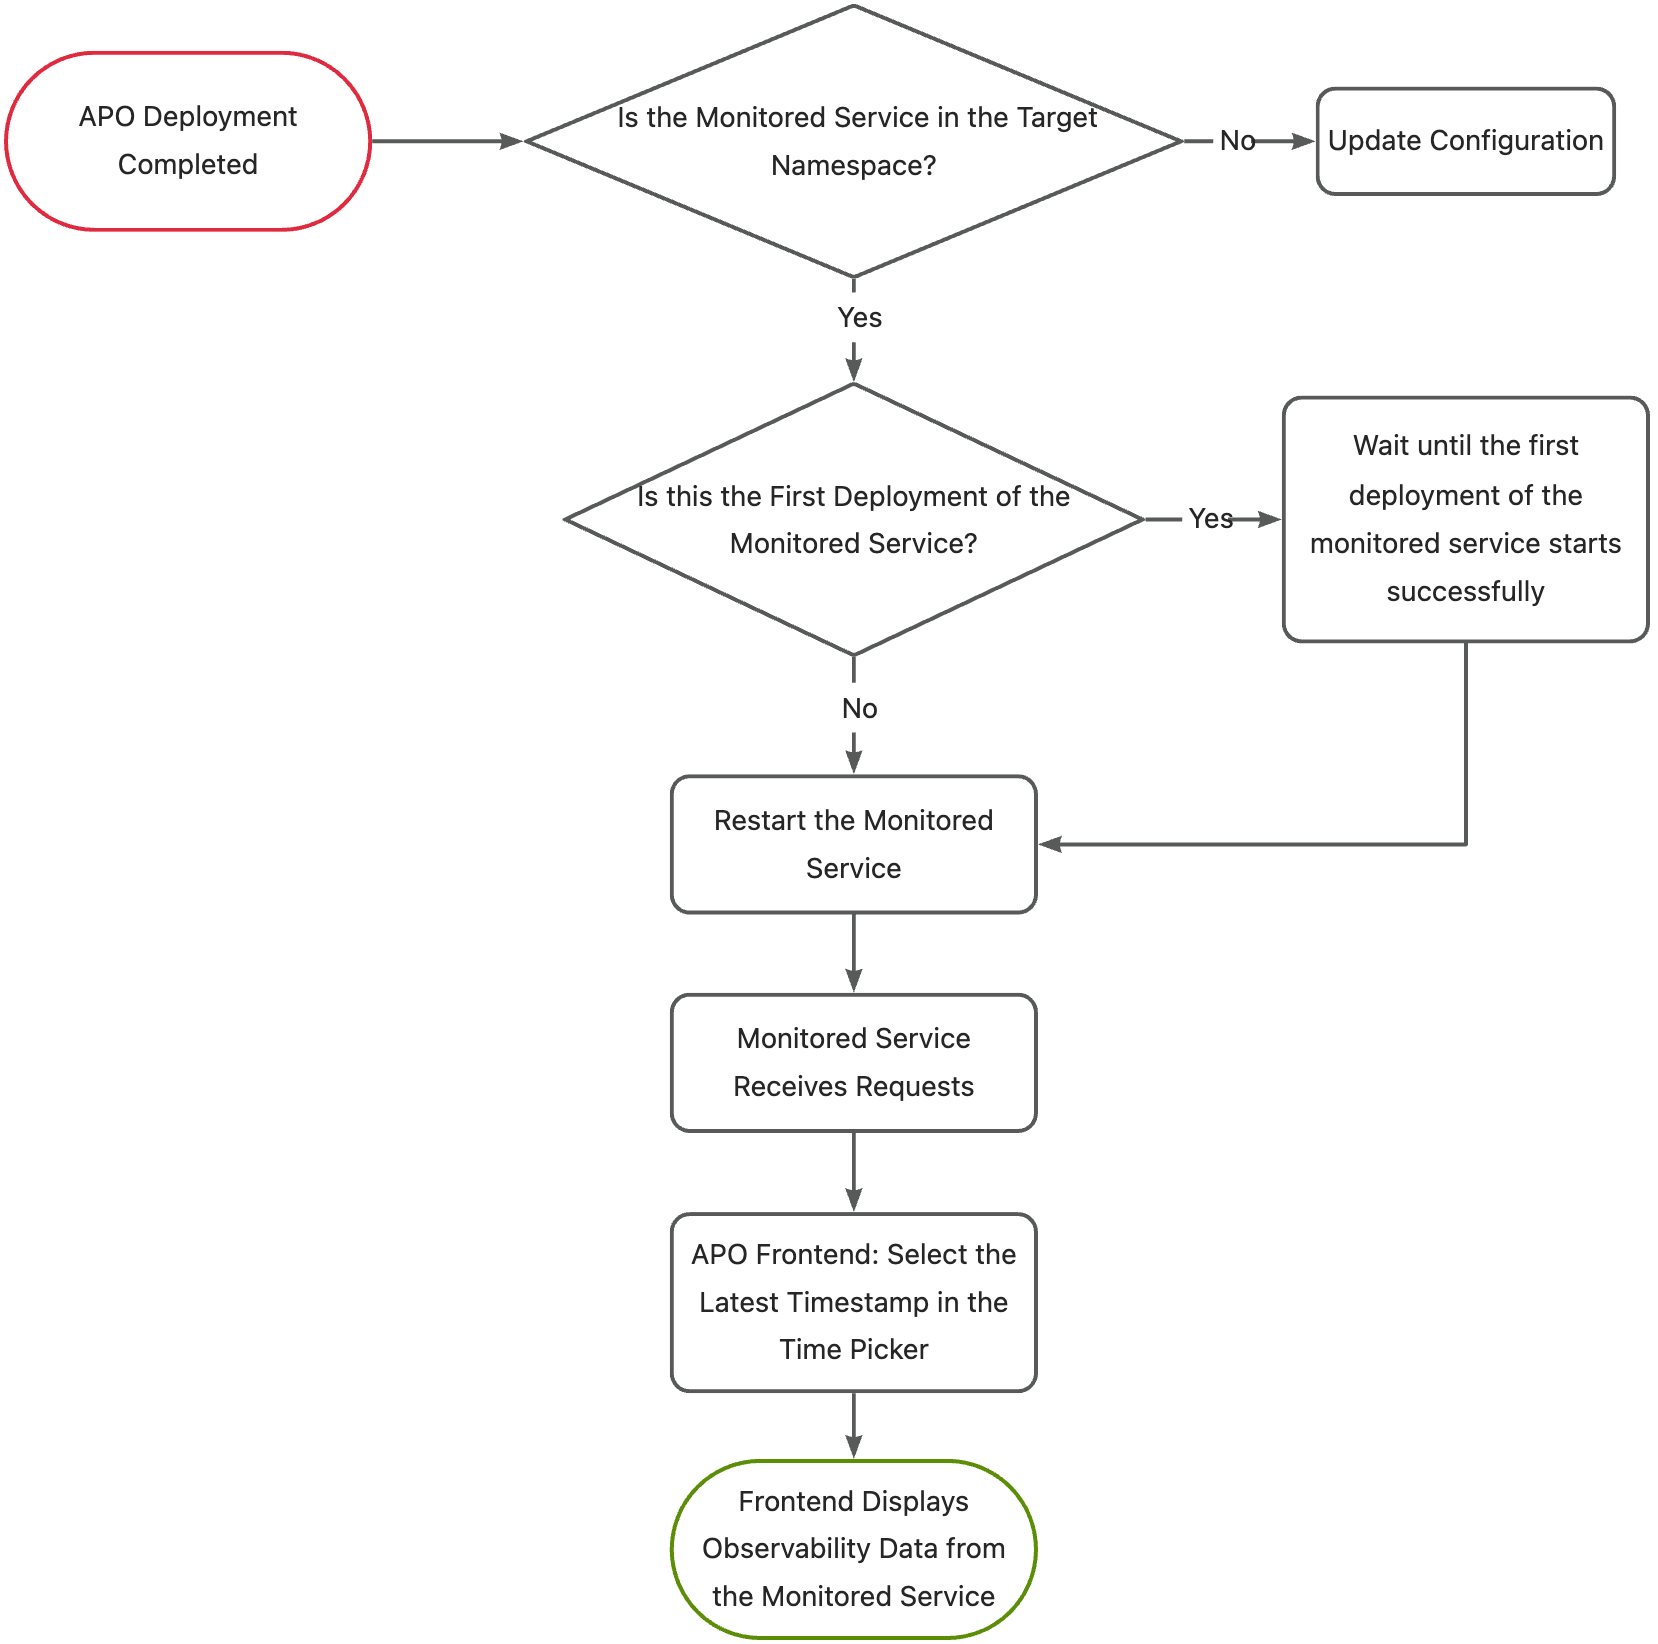 APO Deployment
Completed
Is the Monitored Service in the Target
Namespace?
No
Update Configuration
Yes
Is this the First Deployment of the
Monitored Service?
Yes
Wait until the first
deployment of the
monitored service starts
successfully
No
Restart the Monitored
Service
Monitored Service
Receives Requests
APO Frontend: Select the
Latest Timestamp in the
Time Picker
Frontend Displays
Observability Data from
the Monitored Service